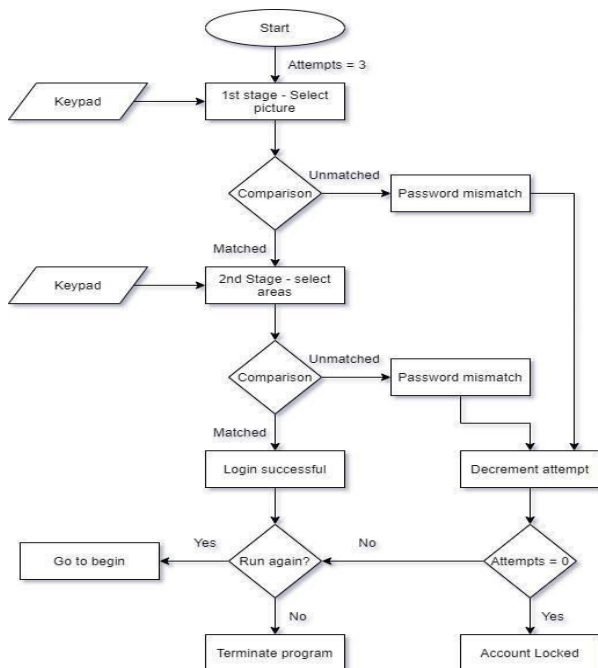 Start
Attempts = 3
Keypad
1st stage - Select
picture
Unmatched
Comparison
Password mismatch
Matched
Keypad
2nd Stage - select
areas
Unmatched
Comparison
Password mismatch
Matched
Login successful
Decrement attempt
Yes
No
Go to begin
Run again?
Attempts = 0
No
Yes
Terminate program
Account Locked